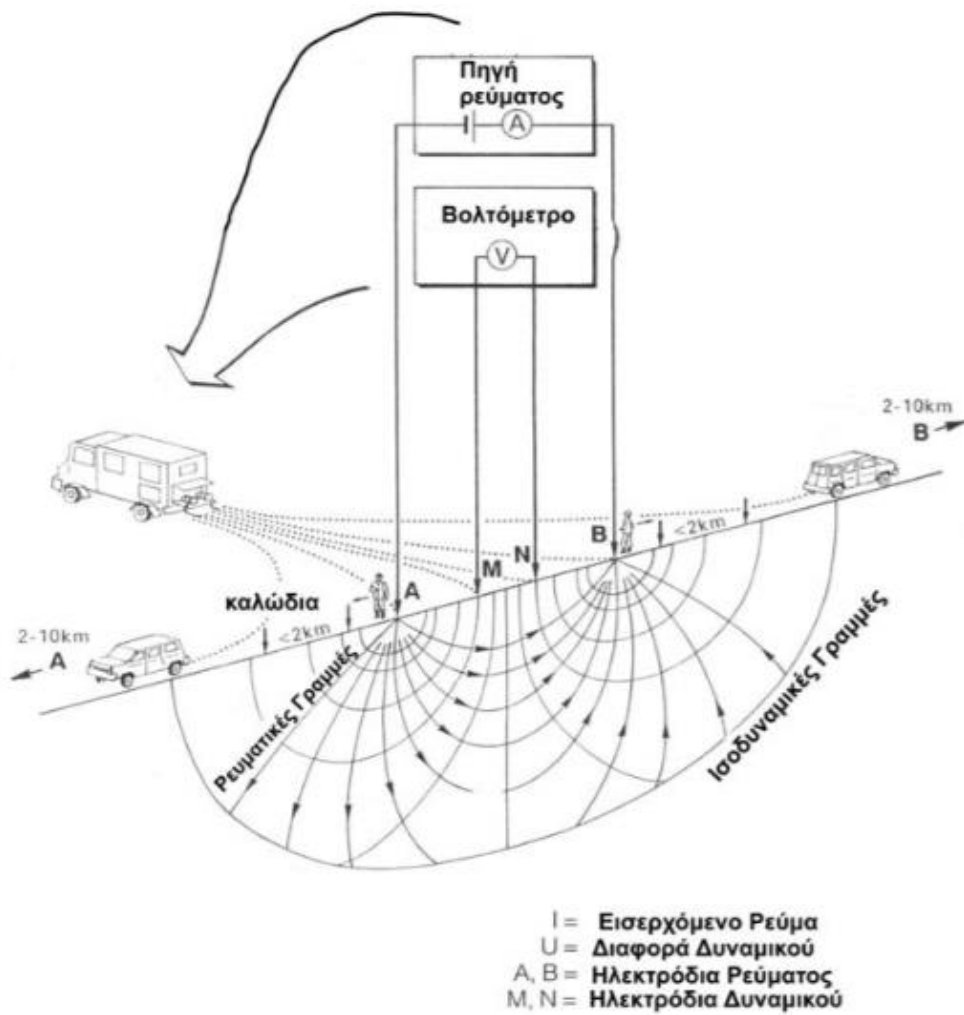 Πηγή
ρεύματος
A
Βολτόμετρο
V
2-10km
B
B
<2km
N
M
A
καλώδια
<2km
2-10km
A
Ρευματικές Γραμμές
Ισοδυναμικές Γραμμές
I = Εισερχόμενο Ρεύμα
U = Διαφορά Δυναμικού
A, B = Ηλεκτρόδια Ρεύματος
M, N = Ηλεκτρόδια Δυναμικού